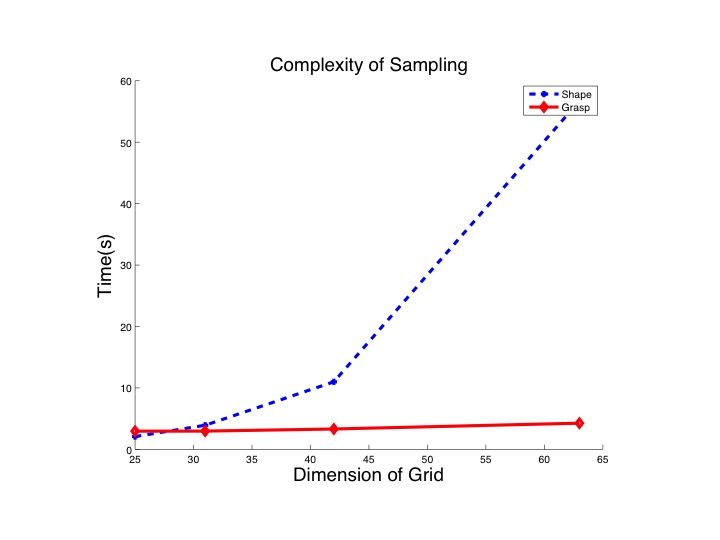 Complexity of Sampling
60
50
40
30
20
10
0
Time(s)
Shape
Grasp
25 30 35 40 45 50 55 60 65
Dimension of Grid